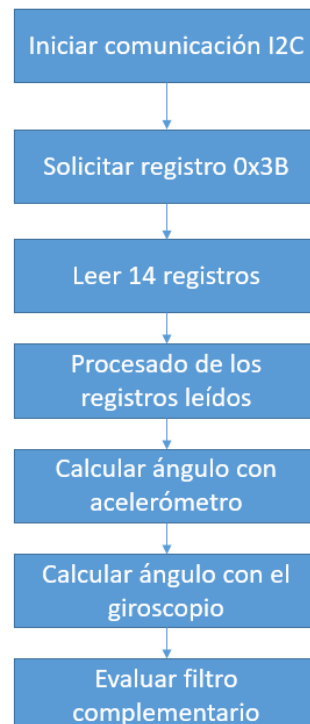 Iniciar comunicación I2C
Solicitar registro 0x3B
Leer 14 registros
Procesado de los
registros leídos
Calcular ángulo con
acelerómetro
Calcular ángulo con el
giroscopio
Evaluar filtro
complementario